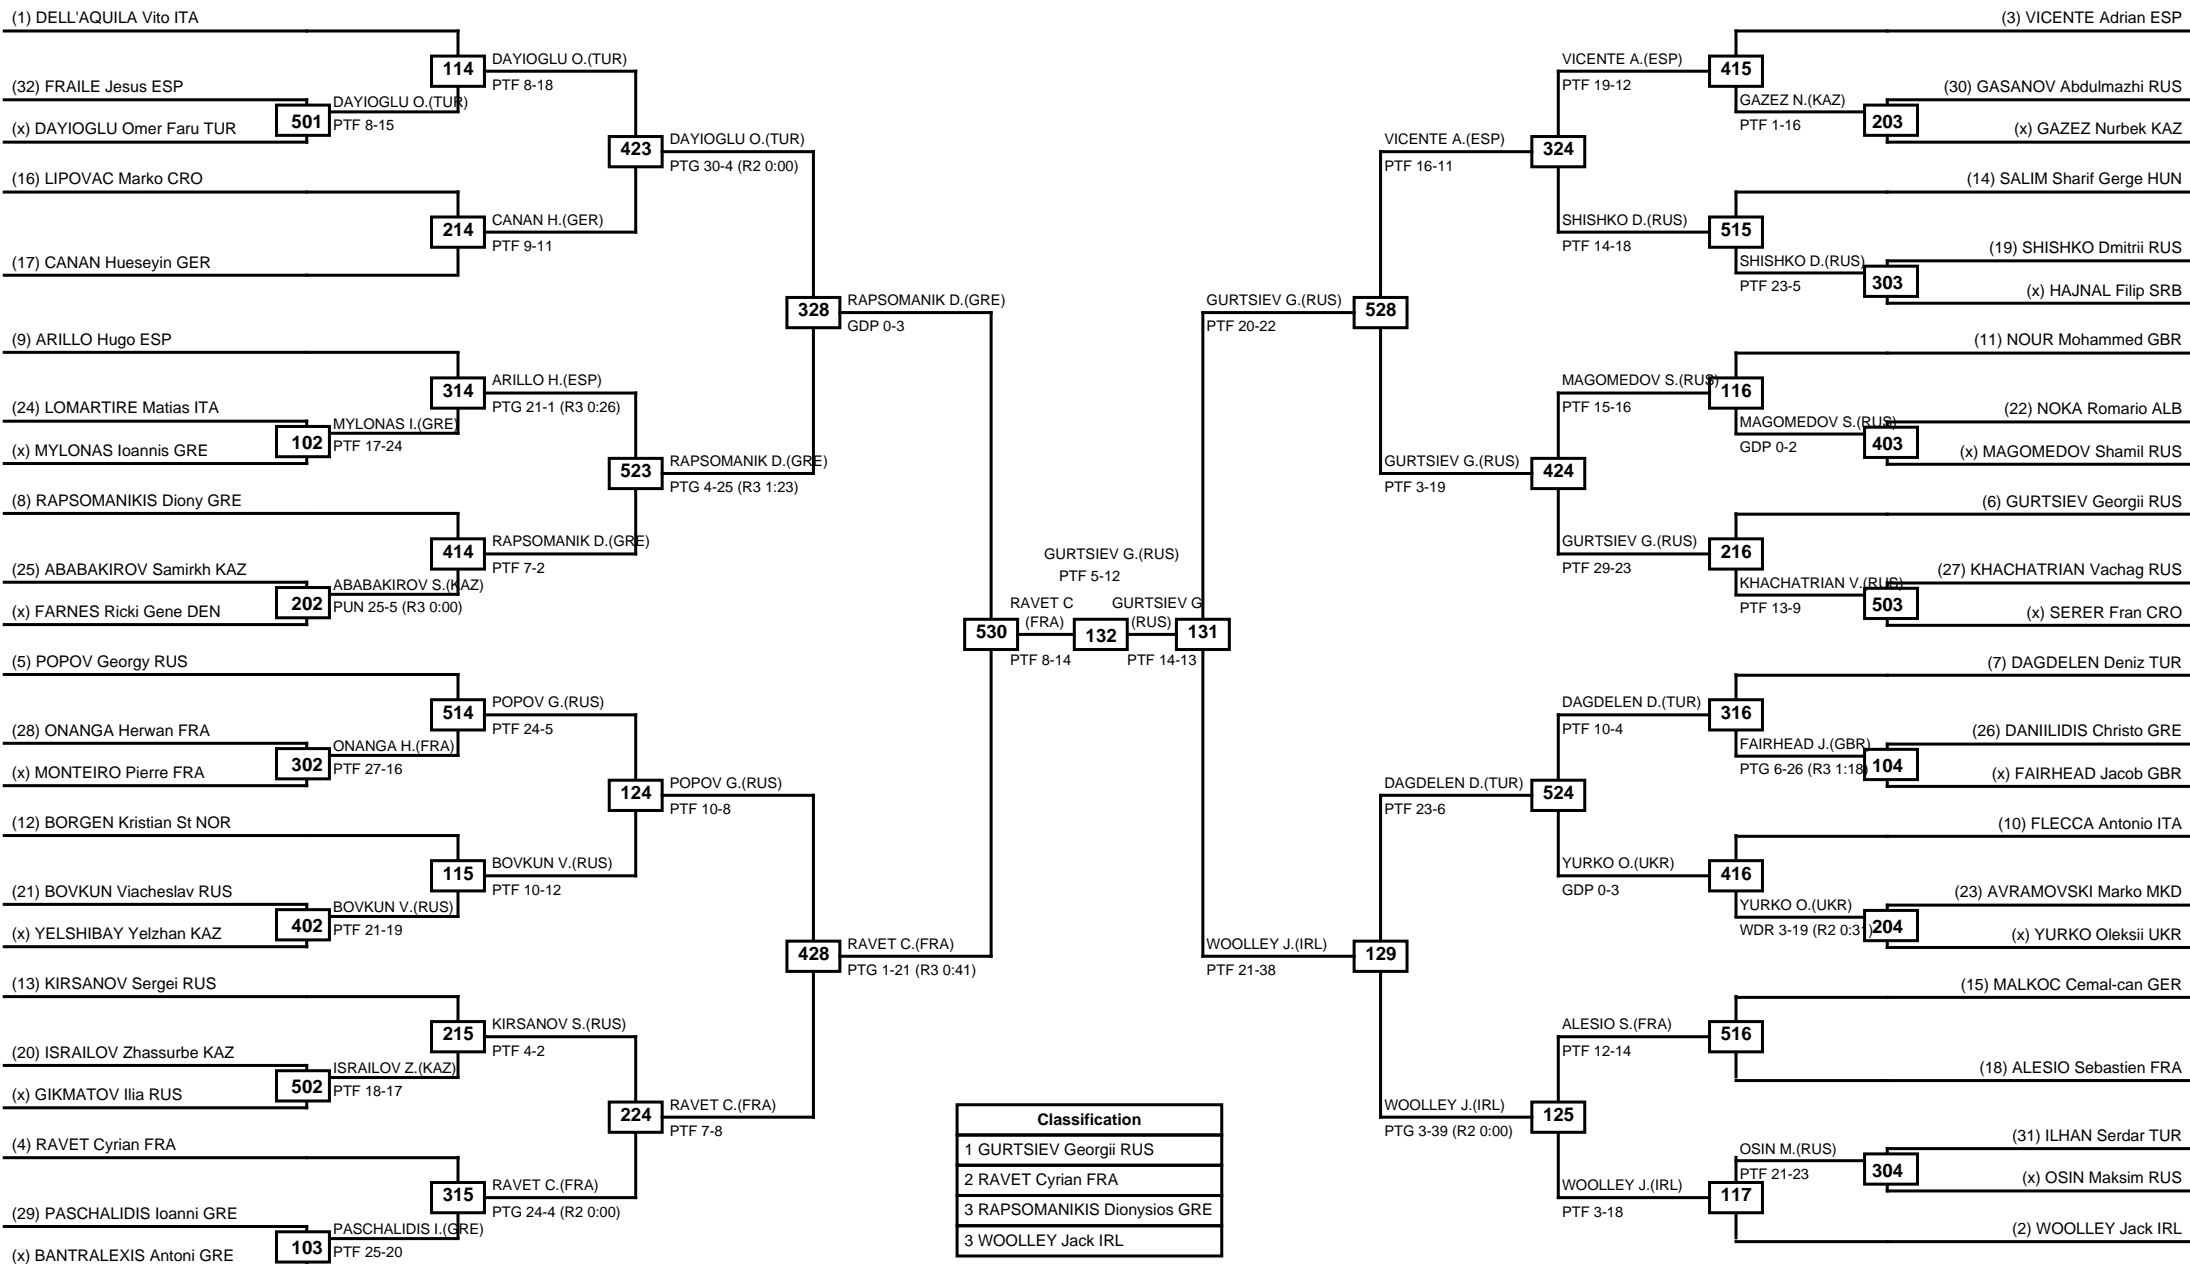 (1) DELL'AQUILA Vito ITA
(32) FRAILE Jesus ESP
(x) DAYIOGLU Omer Faru TUR
(16) LIPOVAC Marko CRO
(17) CANAN Hueseyin GER
(9) ARILLO Hugo ESP
(24) LOMARTIRE Matias ITA
(x) MYLONAS Ioannis GRE
(8) RAPSOMANIKIS Diony GRE
(25) ABABAKIROV Samirkh KAZ
(x) FARNES Ricki Gene DEN
(5) POPOV Georgy RUS
(28) ONANGA Herwan FRA
(x) MONTEIRO Pierre FRA
(12) BORGEN Kristian St NOR
(21) BOVKUN Viacheslav RUS
(x) YELSHIBAY Yelzhan KAZ
(13) KIRSANOV Sergei RUS
(20) ISRAILOV Zhassurbe KAZ
(x) GIKMATOV Ilia RUS
(4) RAVET Cyrian FRA
(29) PASCHALIDIS Ioanni GRE
(x) BANTRALEXIS Antoni GRE
501
DAYIOGLU O.(TUR)
PTF 8-15
102
MYLONAS I.(GRE)
PTF 17-24
202
ABABAKIROV S.(KAZ)
PUN 25-5 (R3 0:00)
302
ONANGA H.(FRA)
PTF 27-16
402
BOVKUN V.(RUS)
PTF 21-19
502
ISRAILOV Z.(KAZ)
PTF 18-17
103
PASCHALIDIS I.(GRE)
PTF 25-20
114
DAYIOGLU O.(TUR)
PTF 8-18
214
CANAN H.(GER)
PTF 9-11
314
ARILLO H.(ESP)
PTG 21-1 (R3 0:26)
414
RAPSOMANIK D.(GRE)
PTF 7-2
514
POPOV G.(RUS)
PTF 24-5
115
BOVKUN V.(RUS)
PTF 10-12
215
KIRSANOV S.(RUS)
PTF 4-2
315
RAVET C.(FRA)
PTG 24-4 (R2 0:00)
423
DAYIOGLU O.(TUR)
PTG 30-4 (R2 0:00)
523
RAPSOMANIK D.(GRE)
PTG 4-25 (R3 1:23)
124
POPOV G.(RUS)
PTF 10-8
224
RAVET C.(FRA)
PTF 7-8
328
RAPSOMANIK D.(GRE)
GDP 0-3
428
RAVET C.(FRA)
PTG 1-21 (R3 0:41)
530
RAVET C
(FRA)
PTF 8-14
GURTSIEV G.(RUS)
PTF 5-12
132
GURTSIEV G
(RUS)
PTF 14-13
131
GURTSIEV G.(RUS)
PTF 20-22
528
WOOLLEY J.(IRL)
PTF 21-38
129
VICENTE A.(ESP)
PTF 16-11
324
GURTSIEV G.(RUS)
PTF 3-19
424
DAGDELEN D.(TUR)
PTF 23-6
524
WOOLLEY J.(IRL)
PTG 3-39 (R2 0:00)
125
VICENTE A.(ESP)
PTF 19-12
415
SHISHKO D.(RUS)
PTF 14-18
515
MAGOMEDOV S.(RUS)
PTF 15-16
116
GURTSIEV G.(RUS)
PTF 29-23
216
DAGDELEN D.(TUR)
PTF 10-4
316
YURKO O.(UKR)
GDP 0-3
416
ALESIO S.(FRA)
PTF 12-14
516
WOOLLEY J.(IRL)
PTF 3-18
117
GAZEZ N.(KAZ)
PTF 1-16
203
SHISHKO D.(RUS)
PTF 23-5
303
MAGOMEDOV S.(RUS)
GDP 0-2
403
KHACHATRIAN V.(RUS)
PTF 13-9
503
FAIRHEAD J.(GBR)
PTG 6-26 (R3 1:18)
104
YURKO O.(UKR)
WDR 3-19 (R2 0:31)
204
OSIN M.(RUS)
PTF 21-23
304
(3) VICENTE Adrian ESP
(30) GASANOV Abdulmazhi RUS
(x) GAZEZ Nurbek KAZ
(14) SALIM Sharif Gerge HUN
(19) SHISHKO Dmitrii RUS
(x) HAJNAL Filip SRB
(11) NOUR Mohammed GBR
(22) NOKA Romario ALB
(x) MAGOMEDOV Shamil RUS
(6) GURTSIEV Georgii RUS
(27) KHACHATRIAN Vachag RUS
(x) SERER Fran CRO
(7) DAGDELEN Deniz TUR
(26) DANIILIDIS Christo GRE
(x) FAIRHEAD Jacob GBR
(10) FLECCA Antonio ITA
(23) AVRAMOVSKI Marko MKD
(x) YURKO Oleksii UKR
(15) MALKOC Cemal-can GER
(18) ALESIO Sebastien FRA
(31) ILHAN Serdar TUR
(x) OSIN Maksim RUS
(2) WOOLLEY Jack IRL
Classification
1 GURTSIEV Georgii RUS
2 RAVET Cyrian FRA
3 RAPSOMANIKIS Dionysios GRE
3 WOOLLEY Jack IRL